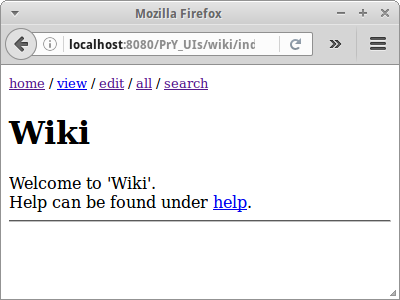 Mozilla Firefox
localhost:8080/PrY_UIs/wiki/ind
home / view / edit / all / search
Wiki
Welcome to 'Wiki'.
Help can be found under help.